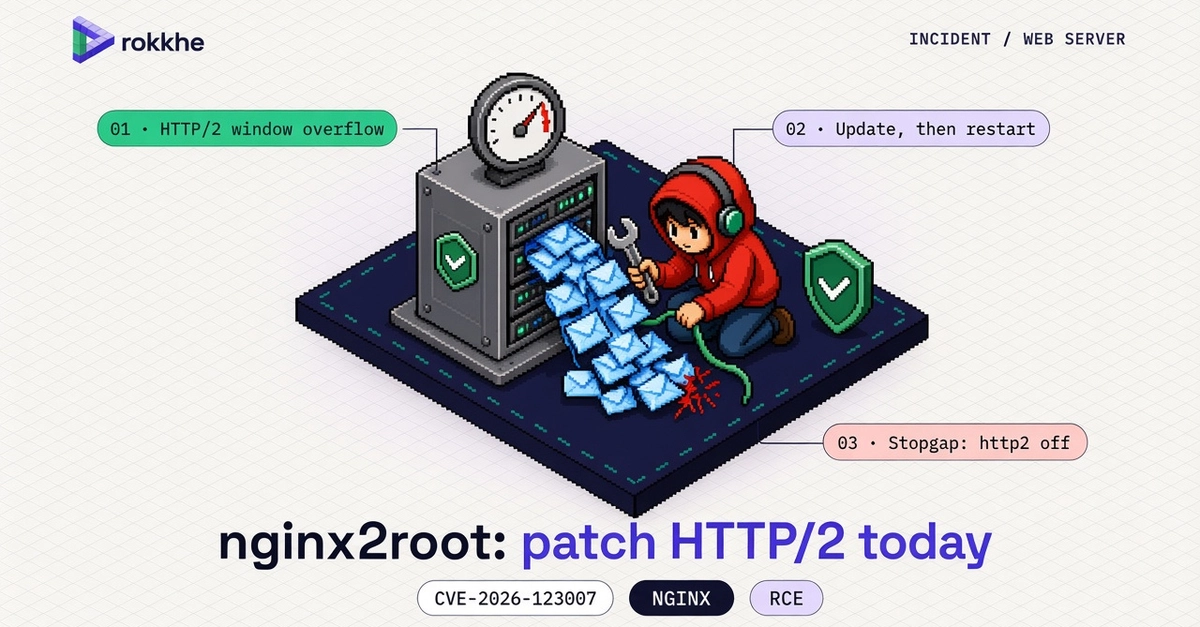 rokkhe
INCIDENT / WEB SERVER
01 · HTTP/2 window overflow
02 · Update, then restart
03 · Stopgap: http2 off
nginx2root: patch HTTP/2 today
CVE-2026-123007
NGINX
RCE